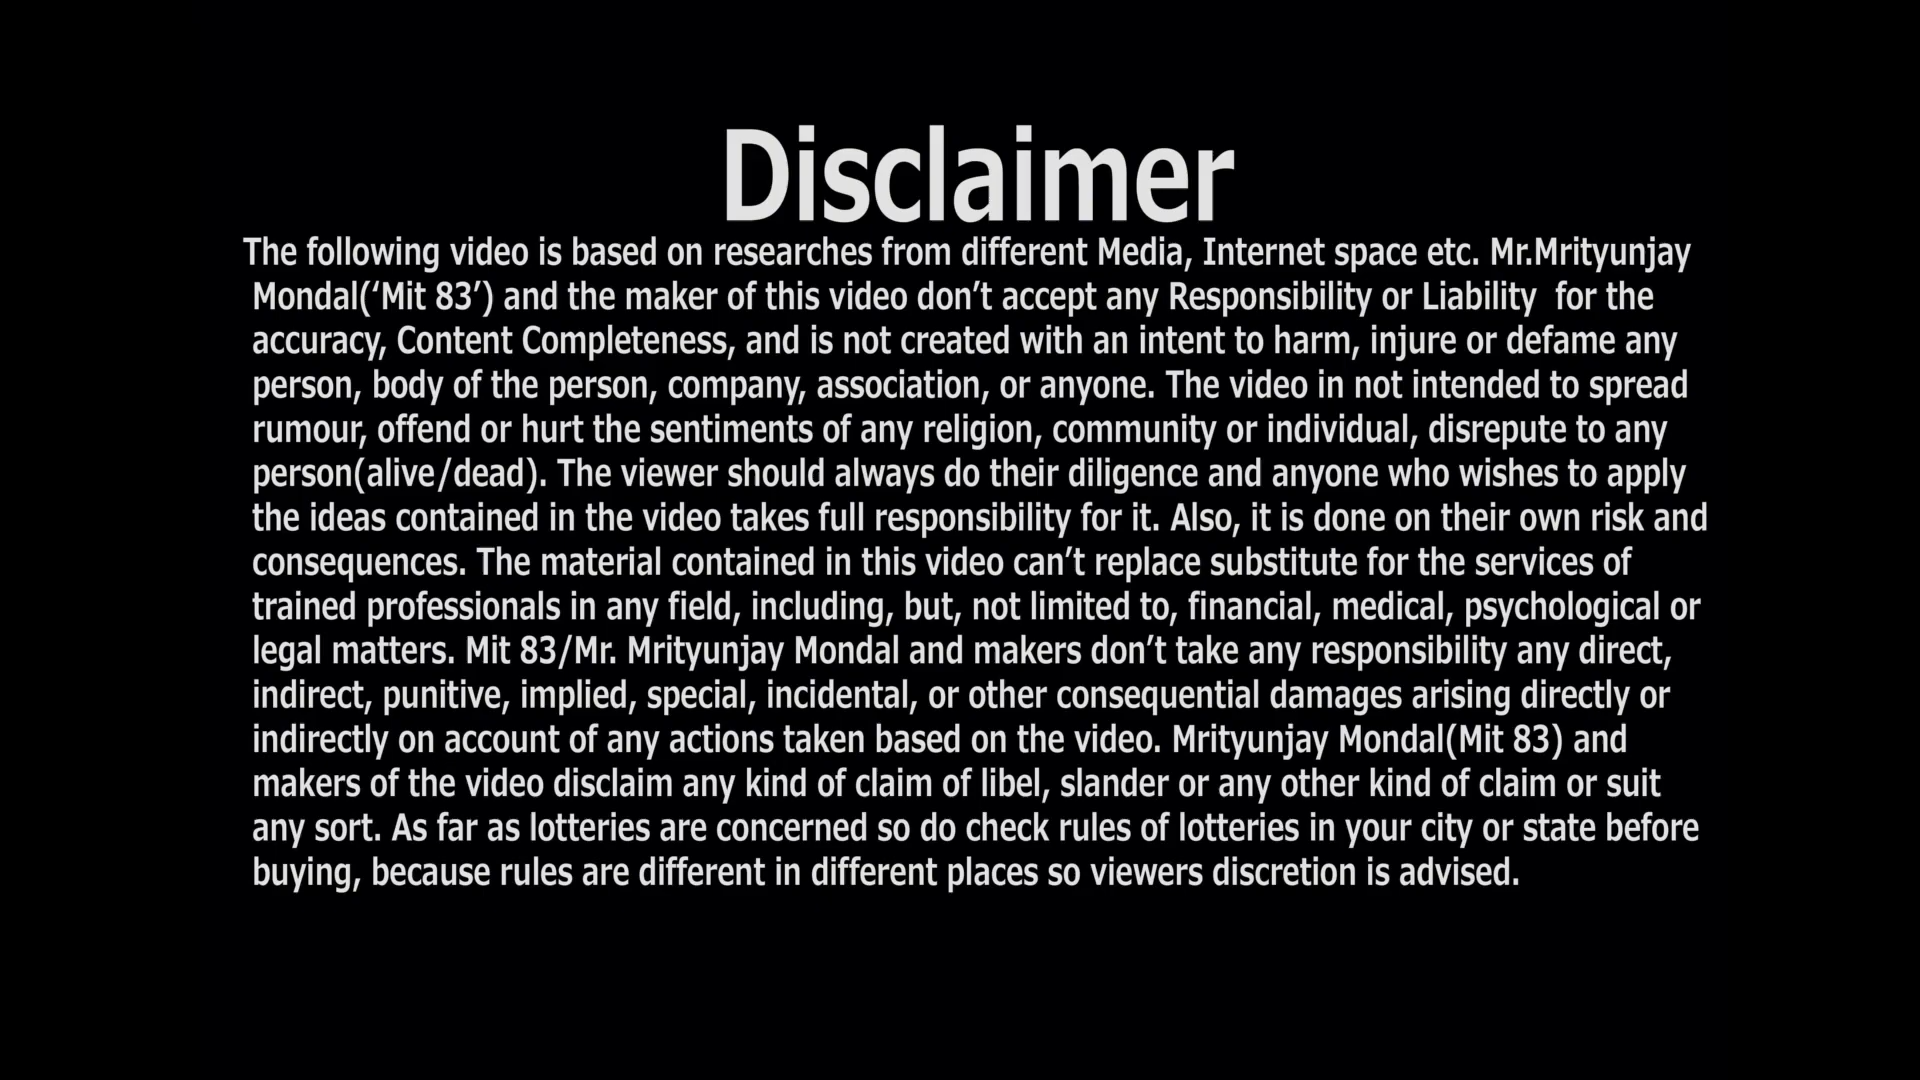 Disclaimer
The following video is based on researches from different Media, Internet space etc. Mr.Mrityunjay
Mondal(‘Mit 83’) and the maker of this video don’t accept any Responsibility or Liability  for the
accuracy, Content Completeness, and is not created with an intent to harm, injure or defame any
person, body of the person, company, association, or anyone. The video in not intended to spread
rumour, offend or hurt the sentiments of any religion, community or individual, disrepute to any
person(alive/dead). The viewer should always do their diligence and anyone who wishes to apply
the ideas contained in the video takes full responsibility for it. Also, it is done on their own risk and
consequences. The material contained in this video can’t replace substitute for the services of
trained professionals in any field, including, but, not limited to, financial, medical, psychological or
legal matters. Mit 83/Mr. Mrityunjay Mondal and makers don’t take any responsibility any direct,
indirect, punitive, implied, special, incidental, or other consequential damages arising directly or
indirectly on account of any actions taken based on the video. Mrityunjay Mondal(Mit 83) and
makers of the video disclaim any kind of claim of libel, slander or any other kind of claim or suit
any sort. As far as lotteries are concerned so do check rules of lotteries in your city or state before
buying, because rules are different in different places so viewers discretion is advised.